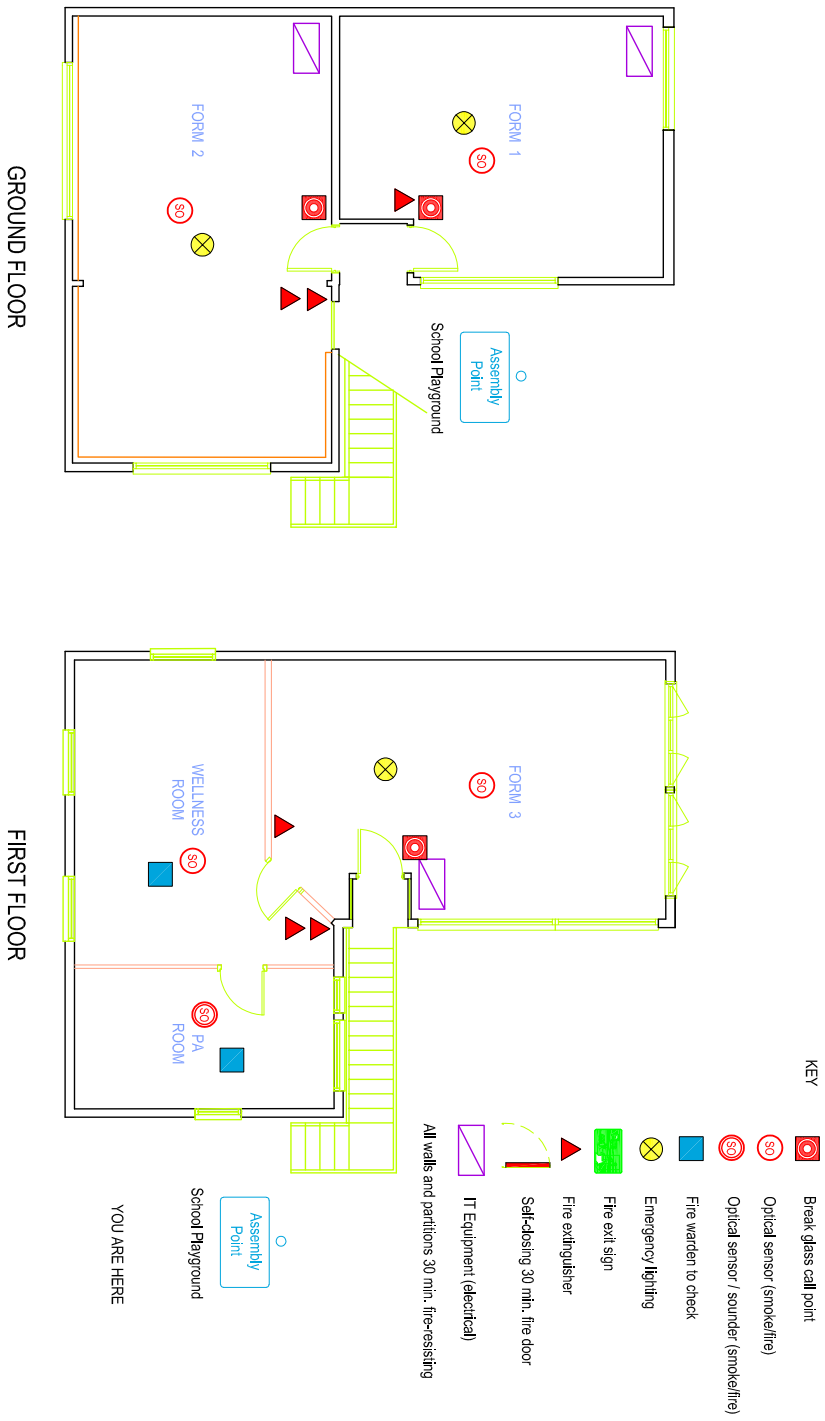 GROUND FLOOR
FORM 1
SO
FORM 2
SO
Assembly
Point
School Playground
FIRST FLOOR
FORM 3
SO
WELLNESS
ROOM
SO
PA
ROOM
SO
KEY
Break glass call point
SO
Optical sensor (smoke/fire)
SO
Optical sensor / sounder (smoke/fire)
Fire warden to check
Emergency lighting
Fire exit sign
Fire extinguisher
Self-closing 30 min. fire door
IT Equipment (electrical)
All walls and partitions 30 min. fire-resisting
Assembly
Point
School Playground
YOU ARE HERE